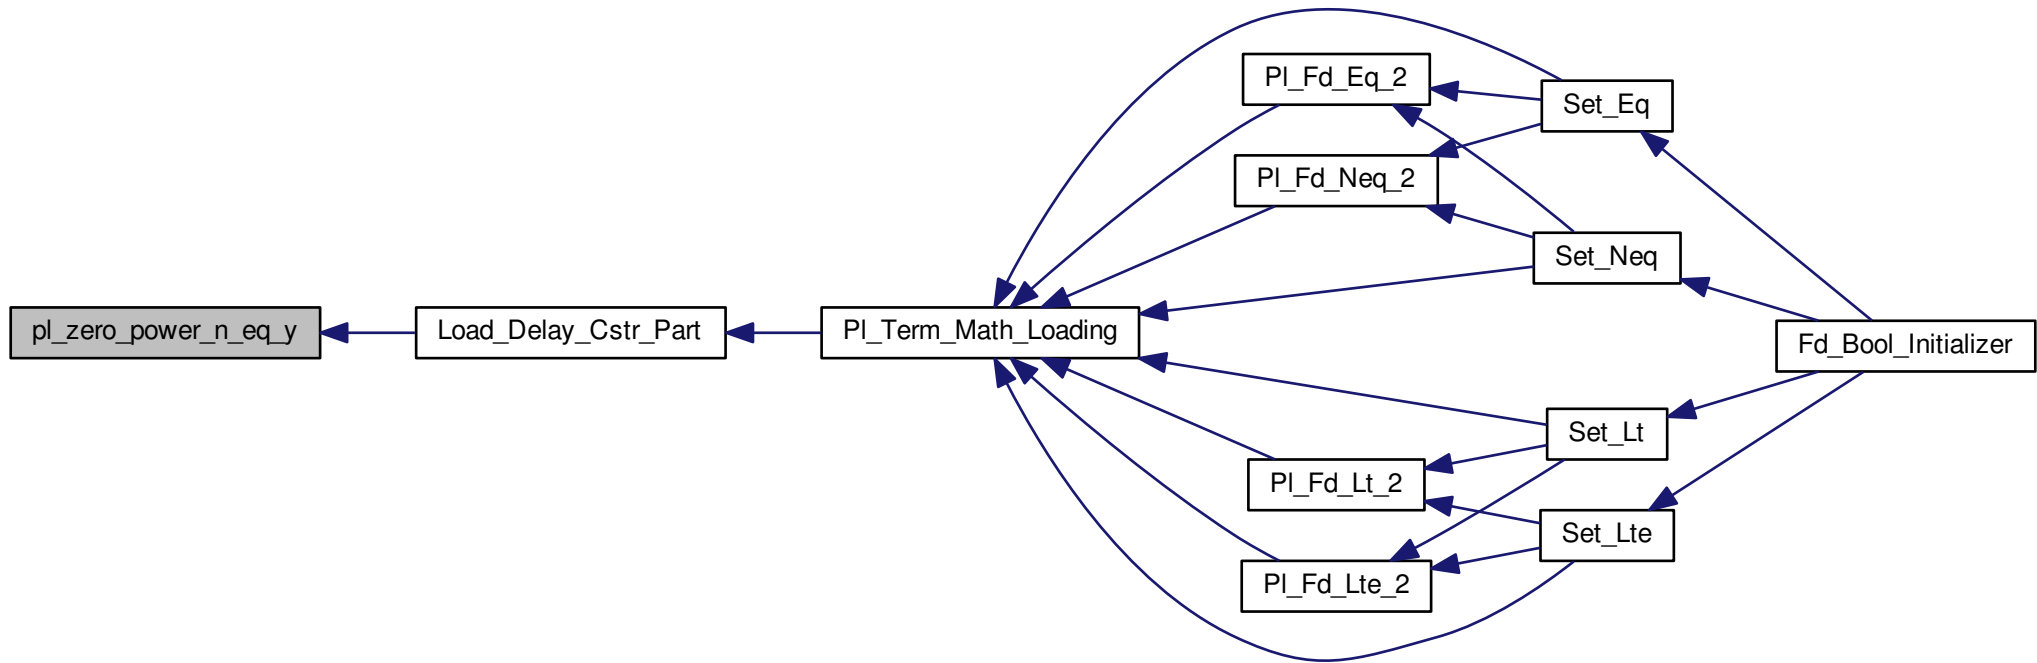 pl_zero_power_n_eq_y
Load_Delay_Cstr_Part
Pl_Term_Math_Loading
Pl_Fd_Eq_2
Pl_Fd_Neq_2
Pl_Fd_Lt_2
Pl_Fd_Lte_2
Set_Eq
Set_Neq
Set_Lt
Set_Lte
Fd_Bool_Initializer